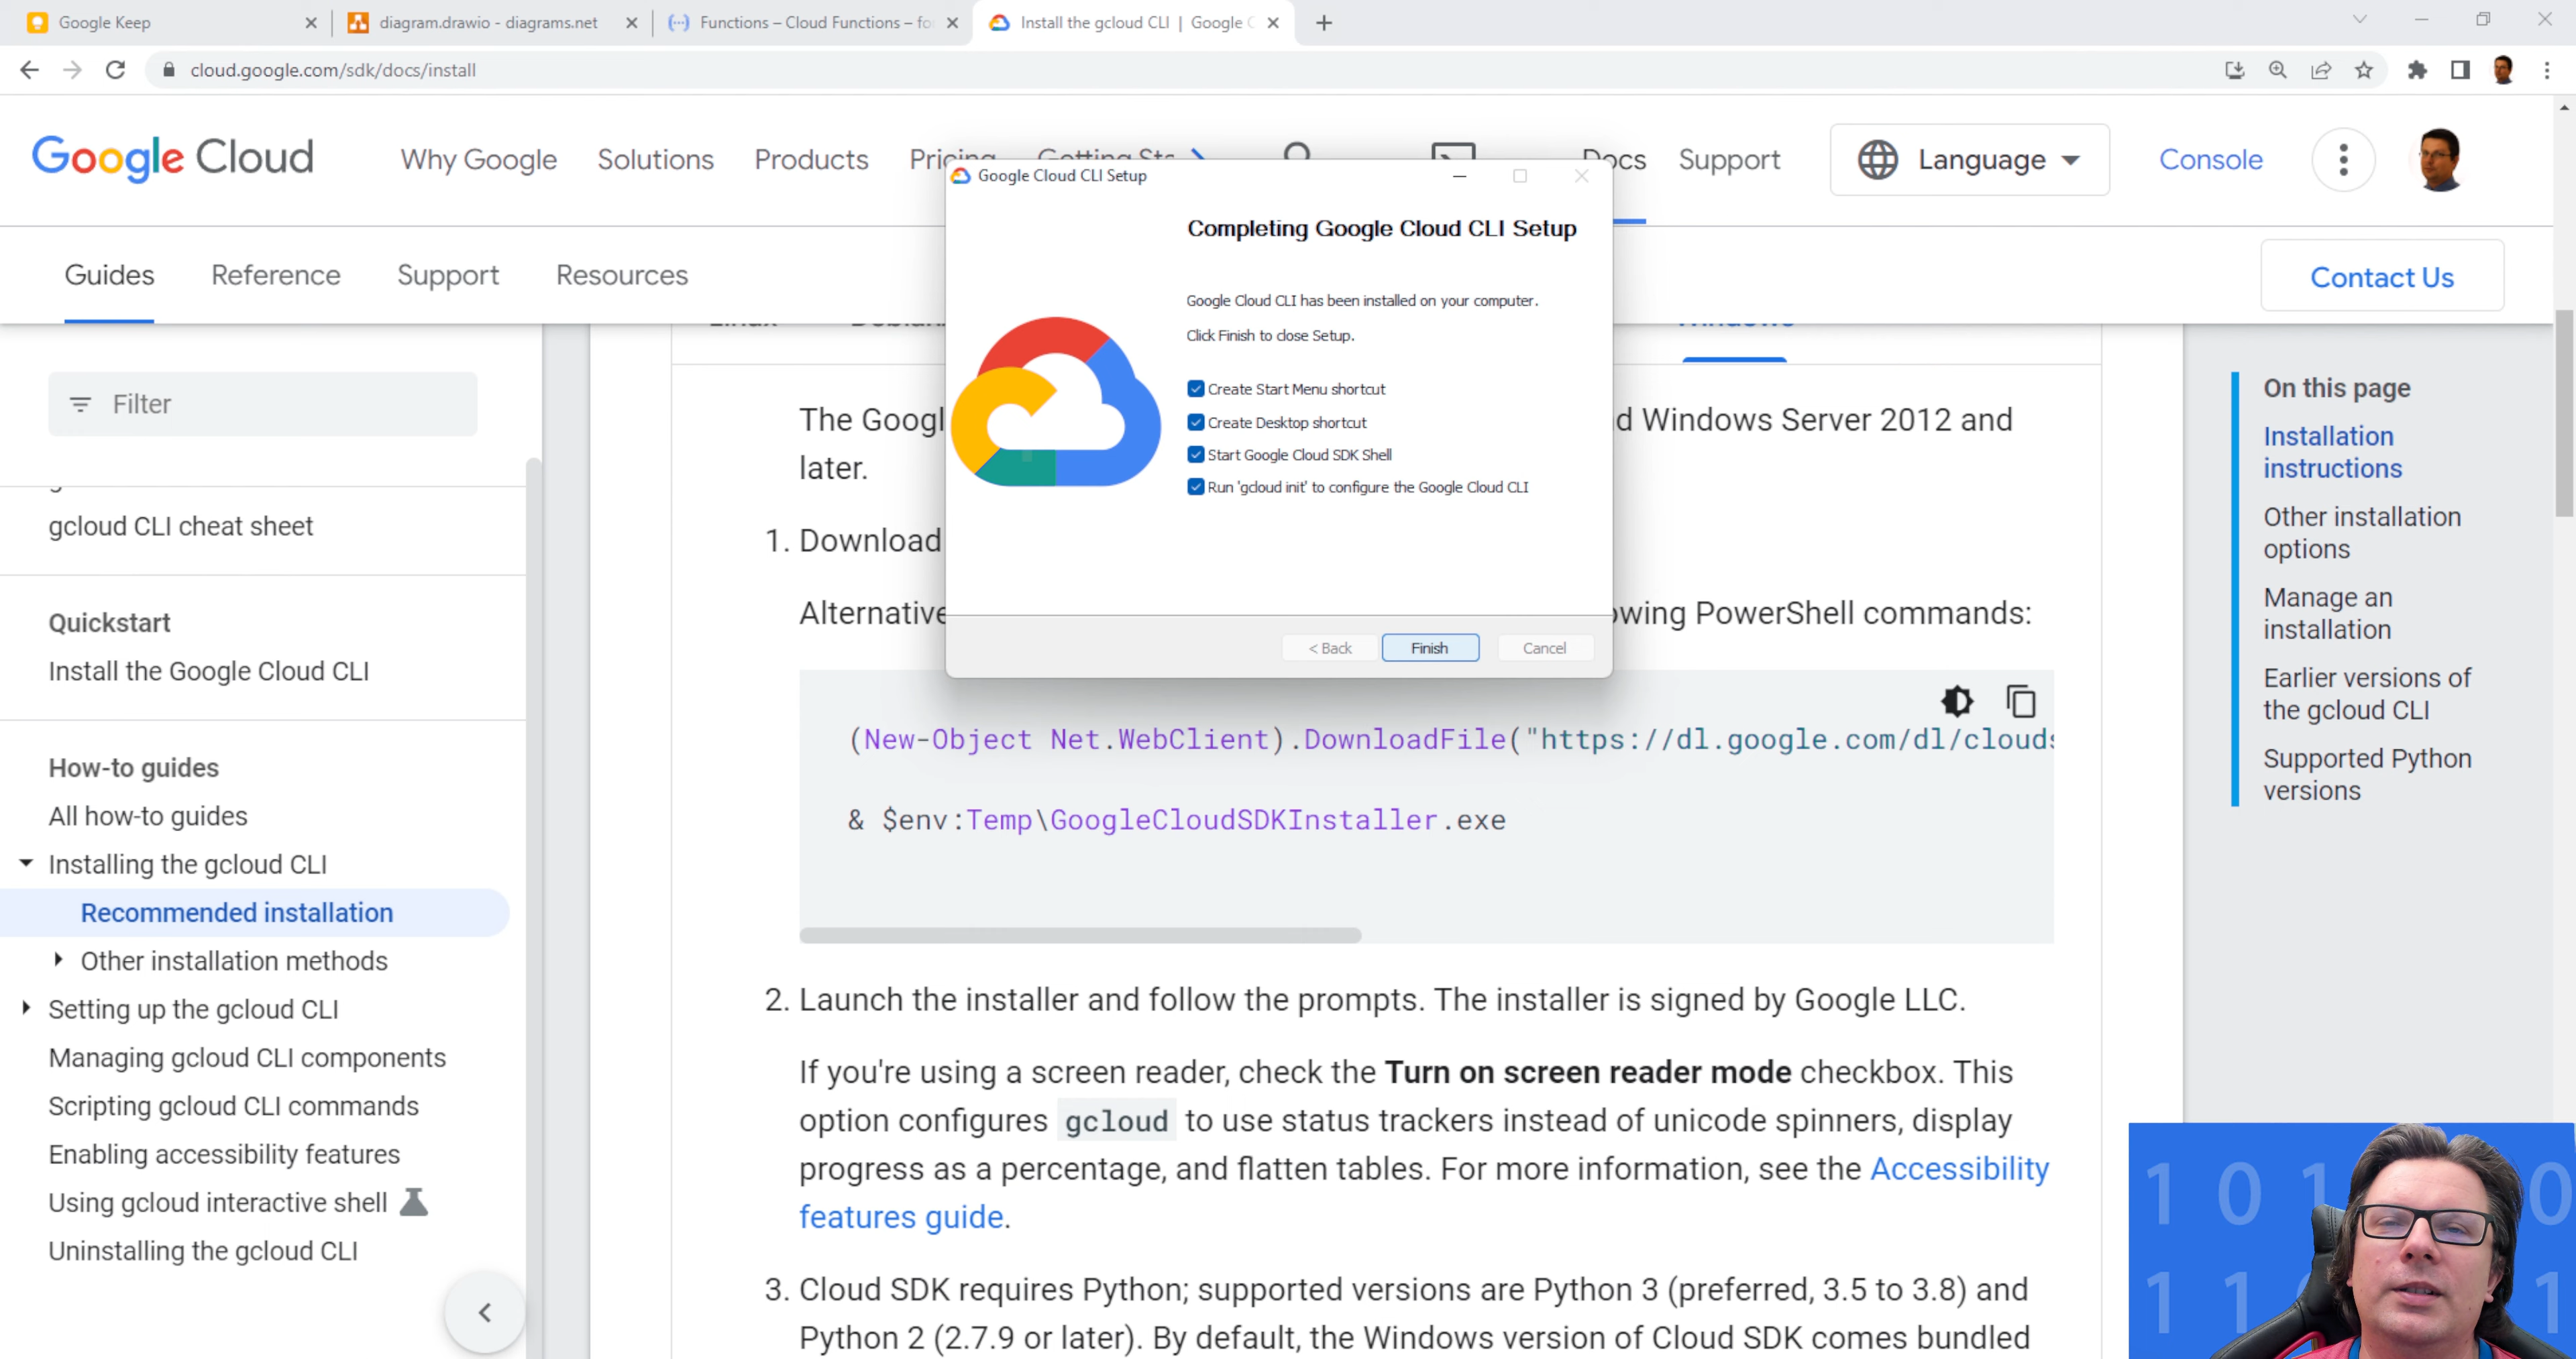 Google Keep
diagram.drawio - diagrams.net
Functions – Cloud Functions – fo
Install the gcloud CLI | Google C
cloud.google.com/sdk/docs/install
Google Cloud
Why Google
Solutions
Products
Pricing
Getting Sta
Docs
Support
Language
Console
Guides
Reference
Support
Resources
Contact Us
Google Cloud CLI Setup
Completing Google Cloud CLI Setup
Google Cloud CLI has been installed on your computer.
Click Finish to close Setup.
Create Start Menu shortcut
Create Desktop shortcut
Start Google Cloud SDK Shell
Run 'gcloud init' to configure the Google Cloud CLI
< Back
Finish
Cancel
Filter
gcloud CLI cheat sheet
Quickstart
Install the Google Cloud CLI
How-to guides
All how-to guides
Installing the gcloud CLI
Recommended installation
Other installation methods
Setting up the gcloud CLI
Managing gcloud CLI components
Scripting gcloud CLI commands
Enabling accessibility features
Using gcloud interactive shell
Uninstalling the gcloud CLI
Windows
The Googl d Windows Server 2012 and
later.
1. Download
Alternative owing PowerShell commands:
(New-Object Net.WebClient).DownloadFile("https://dl.google.com/dl/clouds
& $env:Temp\GoogleCloudSDKInstaller.exe
2. Launch the installer and follow the prompts. The installer is signed by Google LLC.
If you're using a screen reader, check the Turn on screen reader mode checkbox. This
option configures gcloud to use status trackers instead of unicode spinners, display
progress as a percentage, and flatten tables. For more information, see the Accessibility
features guide.
3. Cloud SDK requires Python; supported versions are Python 3 (preferred, 3.5 to 3.8) and
Python 2 (2.7.9 or later). By default, the Windows version of Cloud SDK comes bundled
On this page
Installation
instructions
Other installation
options
Manage an
installation
Earlier versions of
the gcloud CLI
Supported Python
versions
1 0 1 0
1 1 1